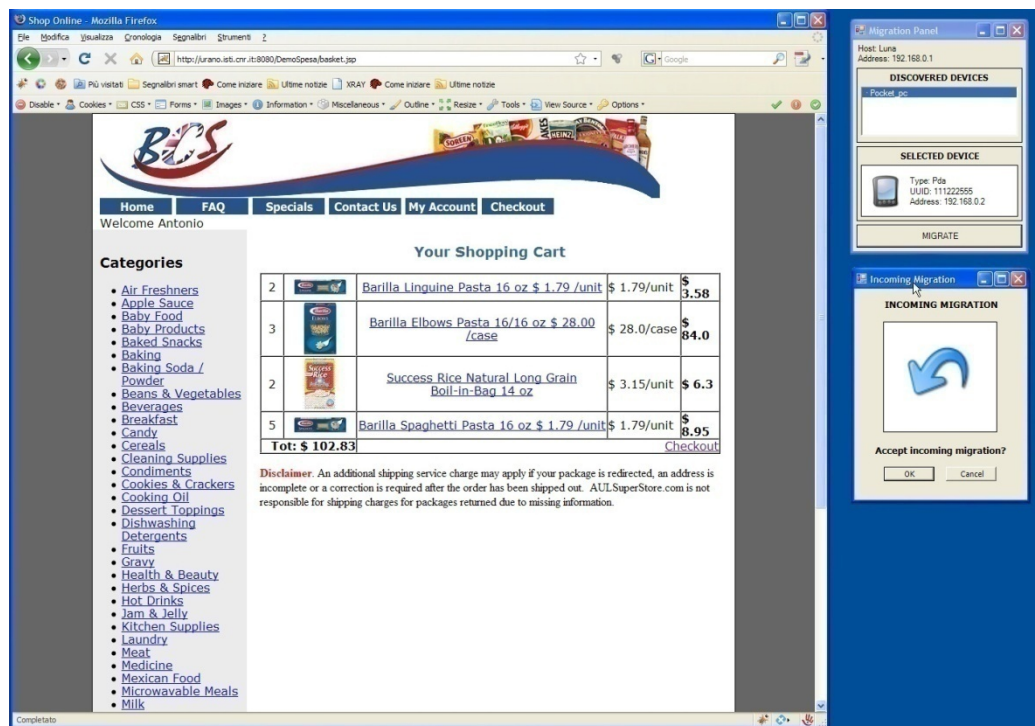 Shop Online - Mozilla Firefox
File Modifica Visualizza Cronologia Segnalibri Strumenti ?
http://urano.isti.cnr.it:8080/DemoSpesa/basket.jsp
Google
Più visitati Segnalibri smart Come iniziare Ultime notizie XRAY Come iniziare Ultime notizie
Disable Cookies CSS Forms Images Information Miscellaneous Outline Resize Tools View Source Options
BCS
SOREEN
HEINZ
Home FAQ Specials Contact Us My Account Checkout
Welcome Antonio
Categories
Air Freshners
Apple Sauce
Baby Food
Baby Products
Baked Snacks
Baking
Baking Soda /
Powder
Beans & Vegetables
Beverages
Breakfast
Candy
Cereals
Cleaning Supplies
Condiments
Cookies & Crackers
Cooking Oil
Dessert Toppings
Dishwashing
Detergents
Fruits
Gravy
Health & Beauty
Herbs & Spices
Hot Drinks
Jam & Jelly
Kitchen Supplies
Laundry
Meat
Medicine
Mexican Food
Microwavable Meals
Milk
Your Shopping Cart
2 Barilla Linguine Pasta 16 oz $ 1.79 /unit $ 1.79/unit $
3.58
3 Barilla Elbows Pasta 16/16 oz $ 28.00
/case $ 28.0/case $
84.0
2 Success Rice Natural Long Grain
Boil-in-Bag 14 oz $ 3.15/unit $ 6.3
5 Barilla Spaghetti Pasta 16 oz $ 1.79 /unit $ 1.79/unit $
8.95
Tot: $ 102.83 Checkout
Disclaimer. An additional shipping service charge may apply if your package is redirected, an address is
incomplete or a correction is required after the order has been shipped out. AULSuperStore.com is not
responsible for shipping charges for packages returned due to missing information.
Completato
Migration Panel
Host: Luna
Address: 192.168.0.1
DISCOVERED DEVICES
Pocket_pc
SELECTED DEVICE
Type: Pda
UUID: 111222555
Address: 192.168.0.2
MIGRATE
Incoming Migration
INCOMING MIGRATION
Accept incoming migration?
OK Cancel